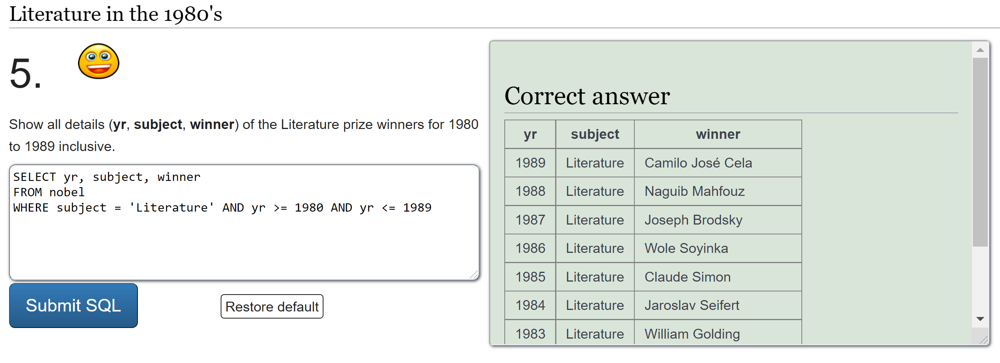 Literature in the 1980's
5.
Show all details (yr, subject, winner) of the Literature prize winners for 1980
to 1989 inclusive.
SELECT yr, subject, winner
FROM nobel
WHERE subject = 'Literature' AND yr >= 1980 AND yr <= 1989
Submit SQL
Restore default
Correct answer
yr subject winner
1989 Literature Camilo José Cela
1988 Literature Naguib Mahfouz
1987 Literature Joseph Brodsky
1986 Literature Wole Soyinka
1985 Literature Claude Simon
1984 Literature Jaroslav Seifert
1983 Literature William Golding